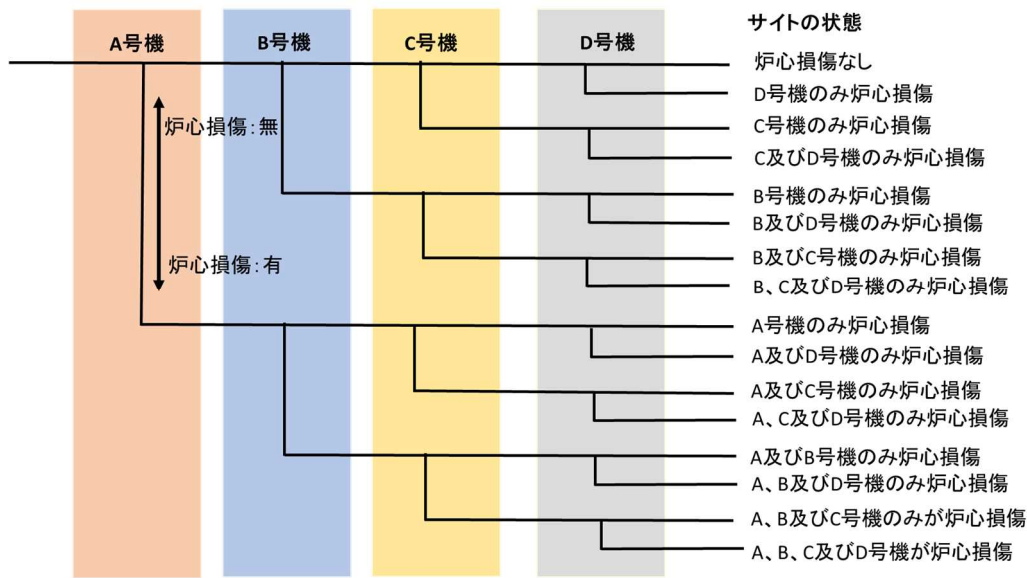 サイトの状態
A号機
B号機
C号機
D号機
炉心損傷:無
炉心損傷:有
炉心損傷なし
D号機のみ炉心損傷
C号機のみ炉心損傷
C及びD号機のみ炉心損傷
B号機のみ炉心損傷
B及びD号機のみ炉心損傷
B及びC号機のみ炉心損傷
B、C及びD号機のみ炉心損傷
A号機のみ炉心損傷
A及びD号機のみ炉心損傷
A及びC号機のみ炉心損傷
A、C及びD号機のみ炉心損傷
A及びB号機のみ炉心損傷
A、B及びD号機のみ炉心損傷
A、B及びC号機のみが炉心損傷
A、B、C及びD号機が炉心損傷